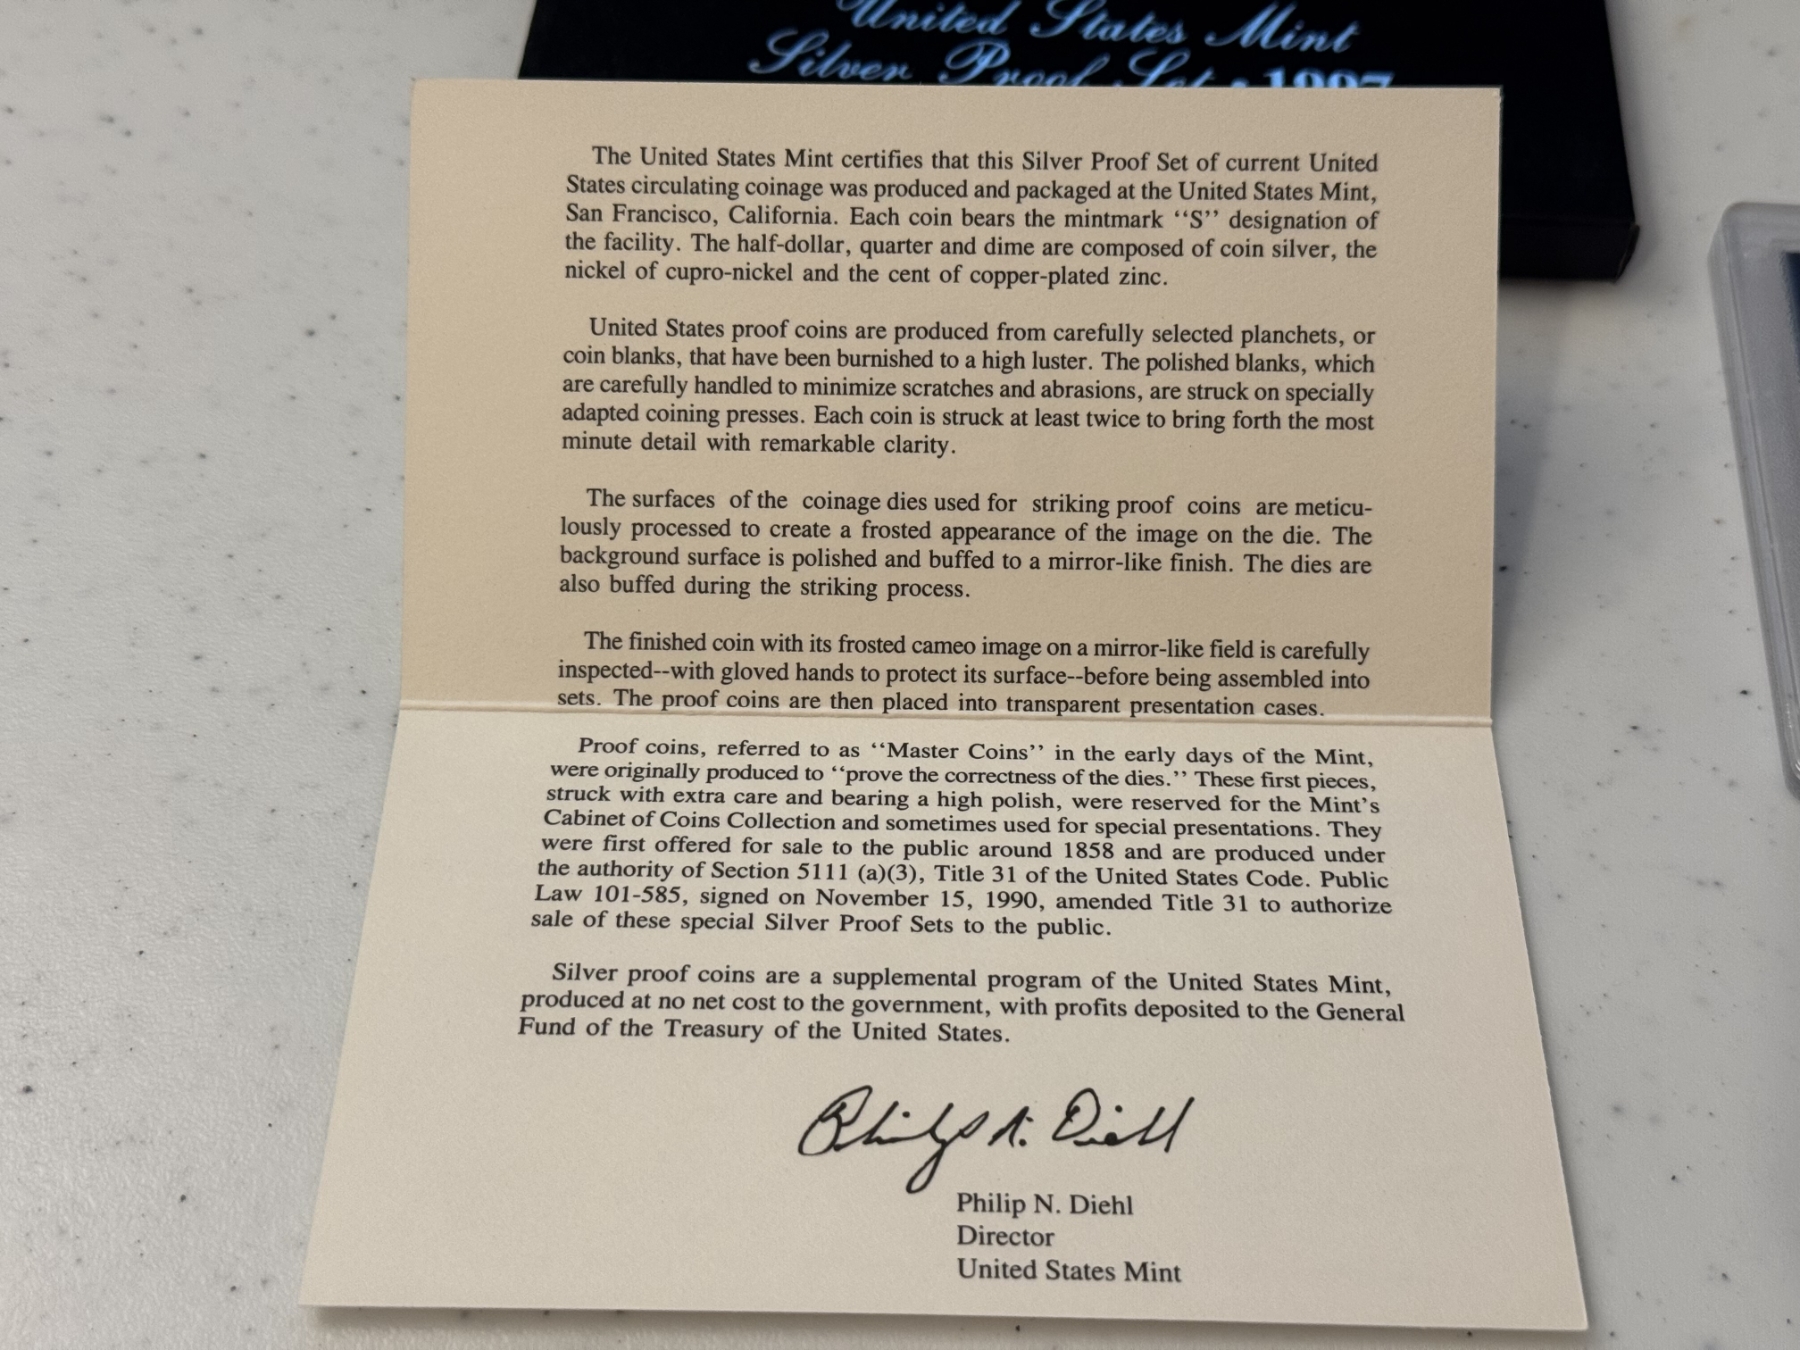 United States Mint
Silver Proof Set • 1997
The United States Mint certifies that this Silver Proof Set of current United
States circulating coinage was produced and packaged at the United States Mint,
San Francisco, California. Each coin bears the mintmark ‘‘S’’ designation of
the facility. The half-dollar, quarter and dime are composed of coin silver, the
nickel of cupro-nickel and the cent of copper-plated zinc.
United States proof coins are produced from carefully selected planchets, or
coin blanks, that have been burnished to a high luster. The polished blanks, which
are carefully handled to minimize scratches and abrasions, are struck on specially
adapted coining presses. Each coin is struck at least twice to bring forth the most
minute detail with remarkable clarity.
The surfaces of the coinage dies used for striking proof coins are meticu-
lously processed to create a frosted appearance of the image on the die. The
background surface is polished and buffed to a mirror-like finish. The dies are
also buffed during the striking process.
The finished coin with its frosted cameo image on a mirror-like field is carefully
inspected--with gloved hands to protect its surface--before being assembled into
sets. The proof coins are then placed into transparent presentation cases.
Proof coins, referred to as ‘‘Master Coins’’ in the early days of the Mint,
were originally produced to ‘‘prove the correctness of the dies.’’ These first pieces,
struck with extra care and bearing a high polish, were reserved for the Mint’s
Cabinet of Coins Collection and sometimes used for special presentations. They
were first offered for sale to the public around 1858 and are produced under
the authority of Section 5111 (a)(3), Title 31 of the United States Code. Public
Law 101-585, signed on November 15, 1990, amended Title 31 to authorize
sale of these special Silver Proof Sets to the public.
Silver proof coins are a supplemental program of the United States Mint,
produced at no net cost to the government, with profits deposited to the General
Fund of the Treasury of the United States.
Philip N. Diehl
Philip N. Diehl
Director
United States Mint